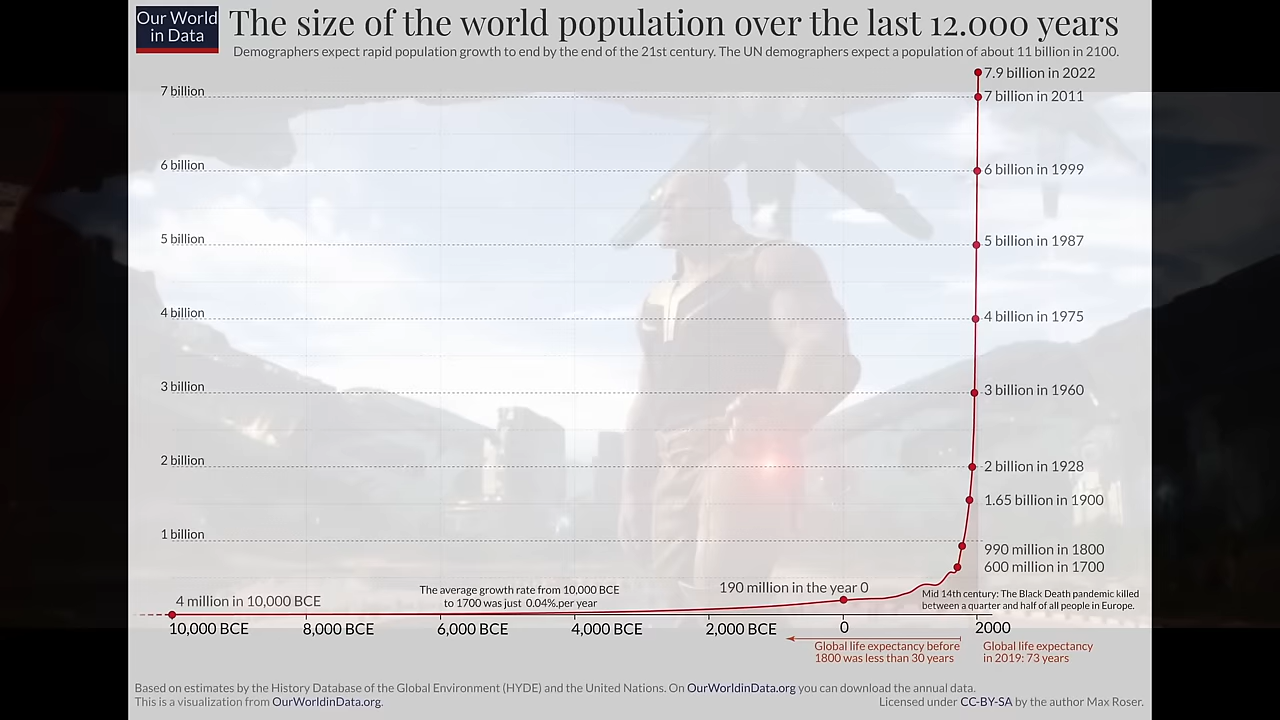 Our World
in Data
The size of the world population over the last 12.000 years
Demographers expect rapid population growth to end by the end of the 21st century. The UN demographers expect a population of about 11 billion in 2100.
7.9 billion in 2022
7 billion
7 billion in 2011
6 billion
6 billion in 1999
5 billion
5 billion in 1987
4 billion
4 billion in 1975
3 billion
3 billion in 1960
2 billion
2 billion in 1928
1.65 billion in 1900
1 billion
990 million in 1800
600 million in 1700
4 million in 10,000 BCE
The average growth rate from 10,000 BCE
to 1700 was just 0.04% per year
190 million in the year 0
Mid 14th century: The Black Death pandemic killed
between a quarter and half of all people in Europe.
10,000 BCE 8,000 BCE 6,000 BCE 4,000 BCE 2,000 BCE 0 2000
Global life expectancy before
1800 was less than 30 years
Global life expectancy
in 2019: 73 years
Based on estimates by the History Database of the Global Environment (HYDE) and the United Nations. On OurWorldinData.org you can download the annual data.
This is a visualization from OurWorldinData.org.
Licensed under CC-BY-SA by the author Max Roser.